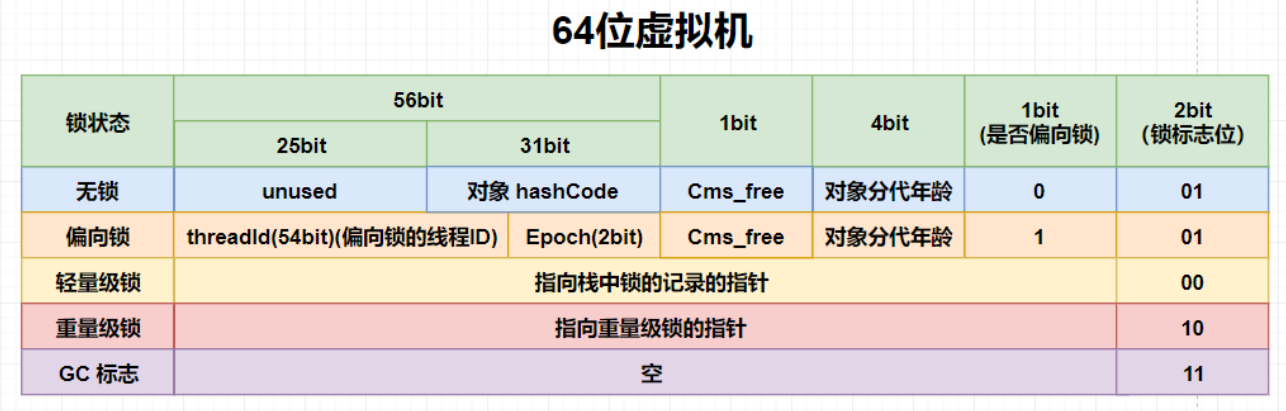 64位虚拟机
锁状态 56bit 1bit 4bit 1bit (是否偏向锁) 2bit (锁标志位)
25bit 31bit
无锁 unused 对象 hashCode Cms_free 对象分代年龄 0 01
偏向锁 threadId(54bit)(偏向锁的线程ID) Epoch(2bit) Cms_free 对象分代年龄 1 01
轻量级锁 指向栈中锁的记录的指针 00
重量级锁 指向重量级锁的指针 10
GC 标志 空 11